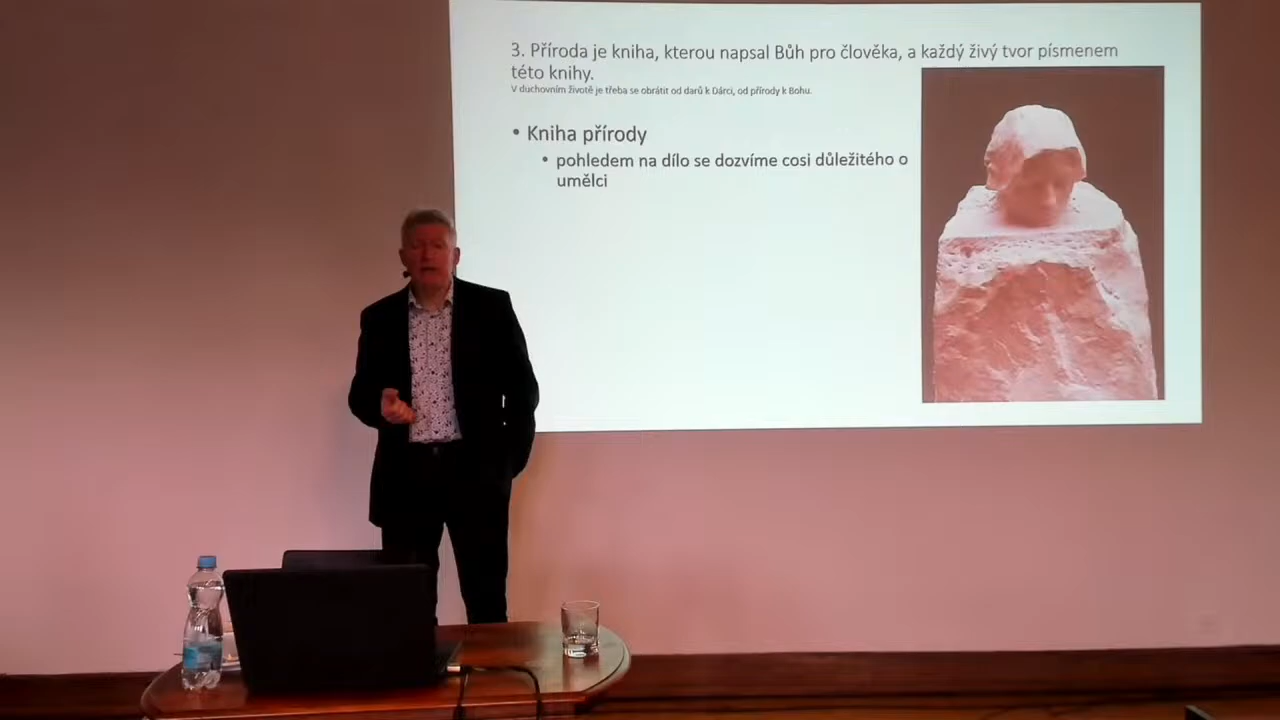 3. Příroda je kniha, kterou napsal Bůh pro člověka, a každý živý tvor písmenem
této knihy.
V duchovním životě je třeba se obrátit od darů k Dárci, od přírody k Bohu.
• Kniha přírody
• pohledem na dílo se dozvíme cosi důležitého o
umělci